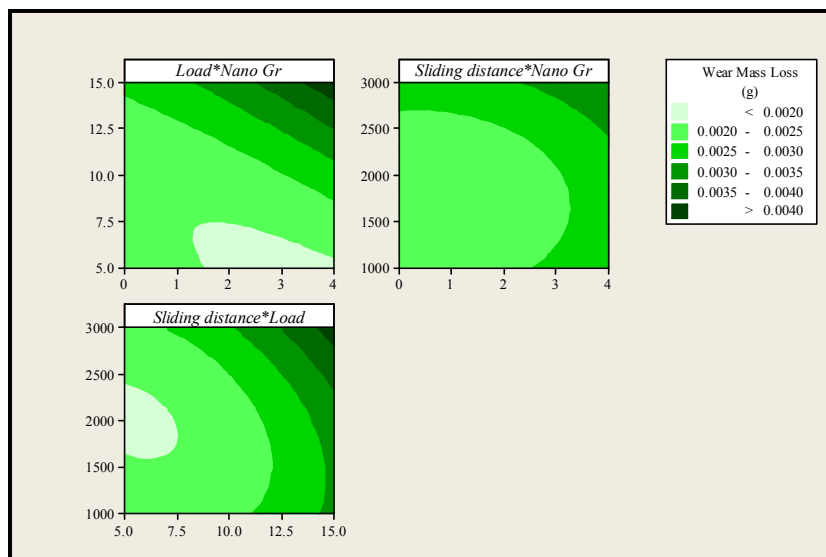 Load*Nano Gr
15.0
12.5
10.0
7.5
5.0
0 1 2 3 4
Sliding distance*Nano Gr
3000
2500
2000
1500
1000
0 1 2 3 4
Wear Mass Loss
(g)
< 0.0020
0.0020 - 0.0025
0.0025 - 0.0030
0.0030 - 0.0035
0.0035 - 0.0040
> 0.0040
Sliding distance*Load
3000
2500
2000
1500
1000
5.0 7.5 10.0 12.5 15.0